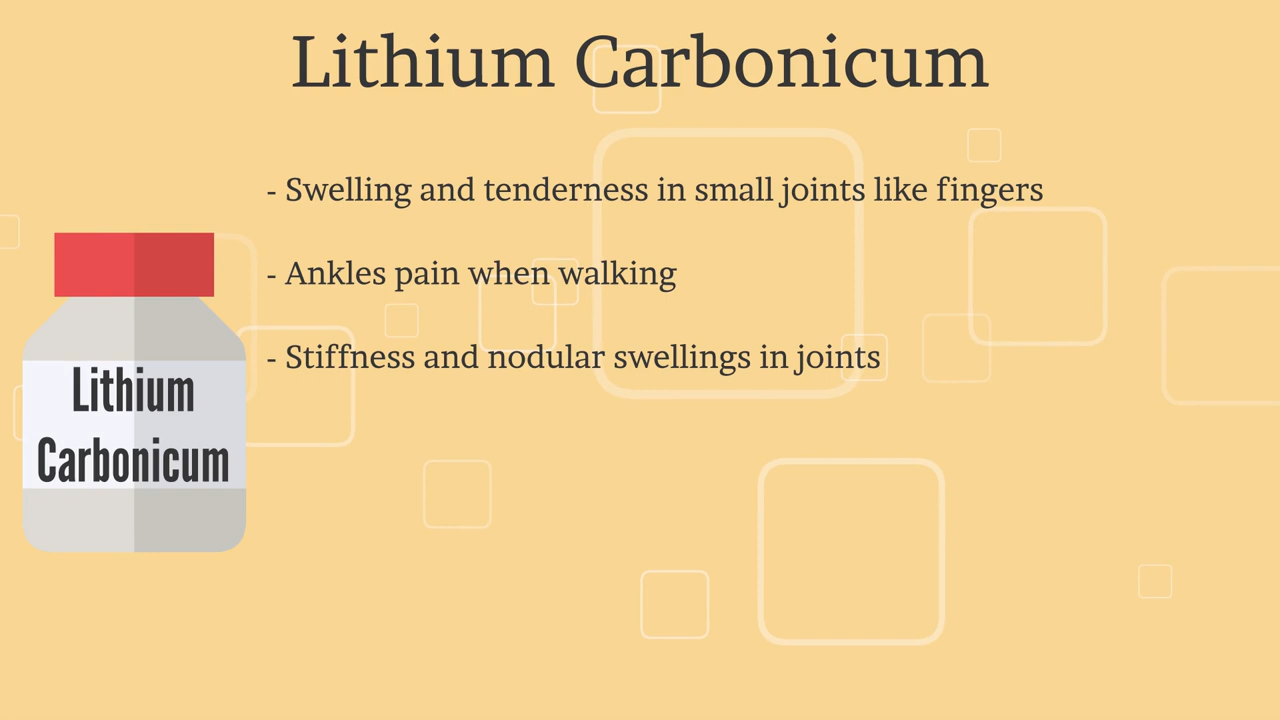 Lithium Carbonicum
- Swelling and tenderness in small joints like fingers
- Ankles pain when walking
- Stiffness and nodular swellings in joints
Lithium
Carbonicum